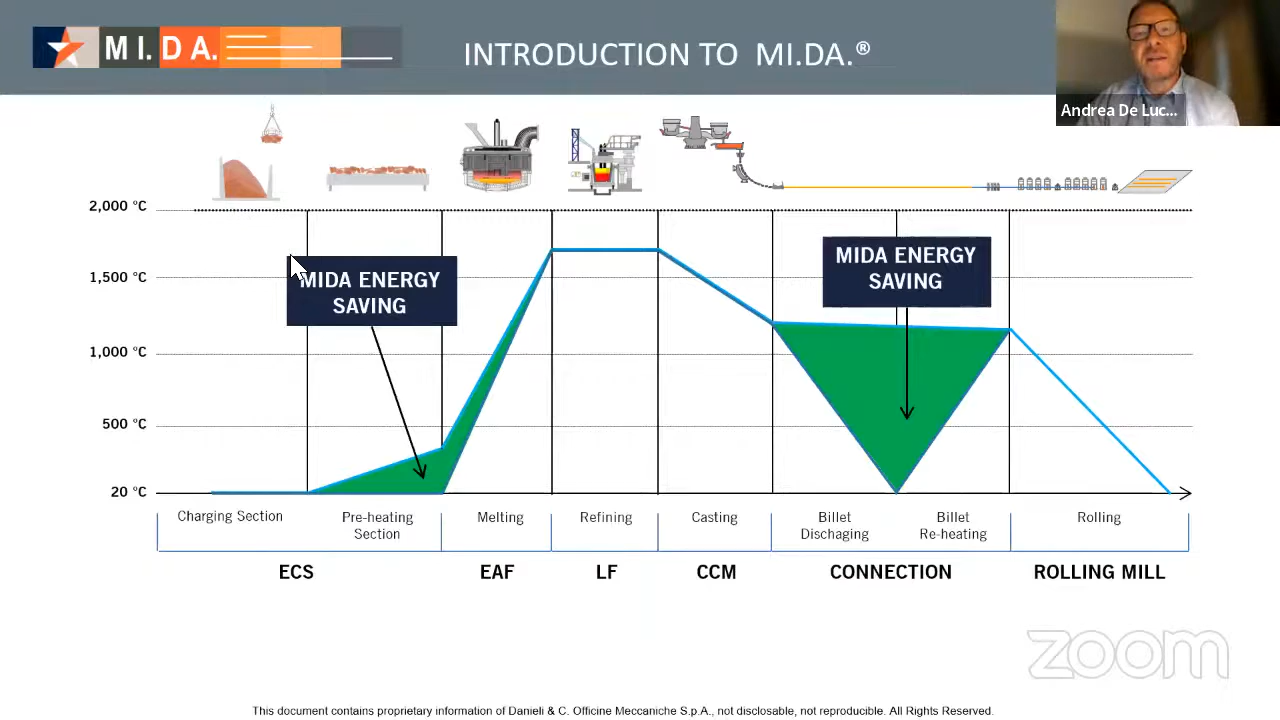 MI.DA.
INTRODUCTION TO MI.DA.®
Andrea De Luc...
2,000 °C
1,500 °C
1,000 °C
500 °C
20 °C
MIDA ENERGY
SAVING
MIDA ENERGY
SAVING
Charging Section
Pre-heating
Section
Melting
Refining
Casting
Billet
Dischaging
Billet
Re-heating
Rolling
ECS
EAF
LF
CCM
CONNECTION
ROLLING MILL
zoom
This document contains proprietary information of Danieli & C. Officine Meccaniche S.p.A., not disclosable, not reproducible. All Rights Reserved.